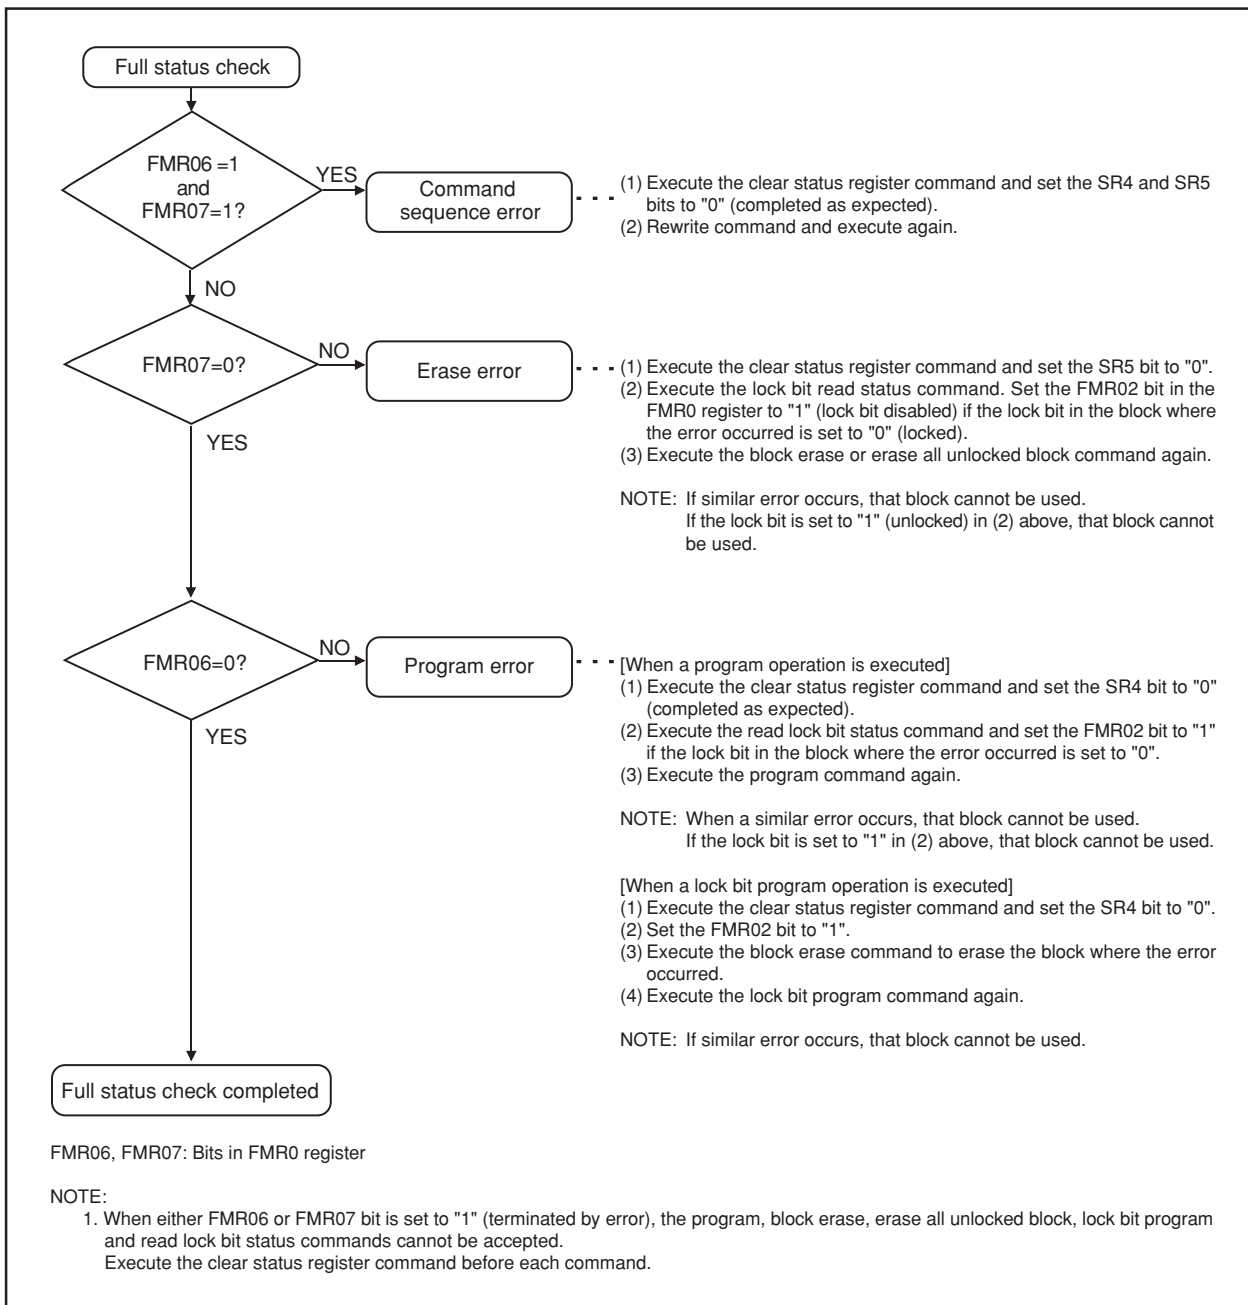 Full status check
FMR06 =1
and
FMR07=1?
YES
Command
sequence error
(1) Execute the clear status register command and set the SR4 and SR5
bits to "0" (completed as expected).
(2) Rewrite command and execute again.
NO
FMR07=0?
NO
Erase error
(1) Execute the clear status register command and set the SR5 bit to "0".
(2) Execute the lock bit read status command. Set the FMR02 bit in the
FMR0 register to "1" (lock bit disabled) if the lock bit in the block where
the error occurred is set to "0" (locked).
(3) Execute the block erase or erase all unlocked block command again.
NOTE: If similar error occurs, that block cannot be used.
If the lock bit is set to "1" (unlocked) in (2) above, that block cannot
be used.
YES
FMR06=0?
NO
Program error
[When a program operation is executed]
(1) Execute the clear status register command and set the SR4 bit to "0"
(completed as expected).
(2) Execute the read lock bit status command and set the FMR02 bit to "1"
if the lock bit in the block where the error occurred is set to "0".
(3) Execute the program command again.
NOTE: When a similar error occurs, that block cannot be used.
If the lock bit is set to "1" in (2) above, that block cannot be used.
[When a lock bit program operation is executed]
(1) Execute the clear status register command and set the SR4 bit to "0".
(2) Set the FMR02 bit to "1".
(3) Execute the block erase command to erase the block where the error
occurred.
(4) Execute the lock bit program command again.
NOTE: If similar error occurs, that block cannot be used.
YES
Full status check completed
FMR06, FMR07: Bits in FMR0 register
NOTE:
1. When either FMR06 or FMR07 bit is set to "1" (terminated by error), the program, block erase, erase all unlocked block, lock bit program
and read lock bit status commands cannot be accepted.
Execute the clear status register command before each command.